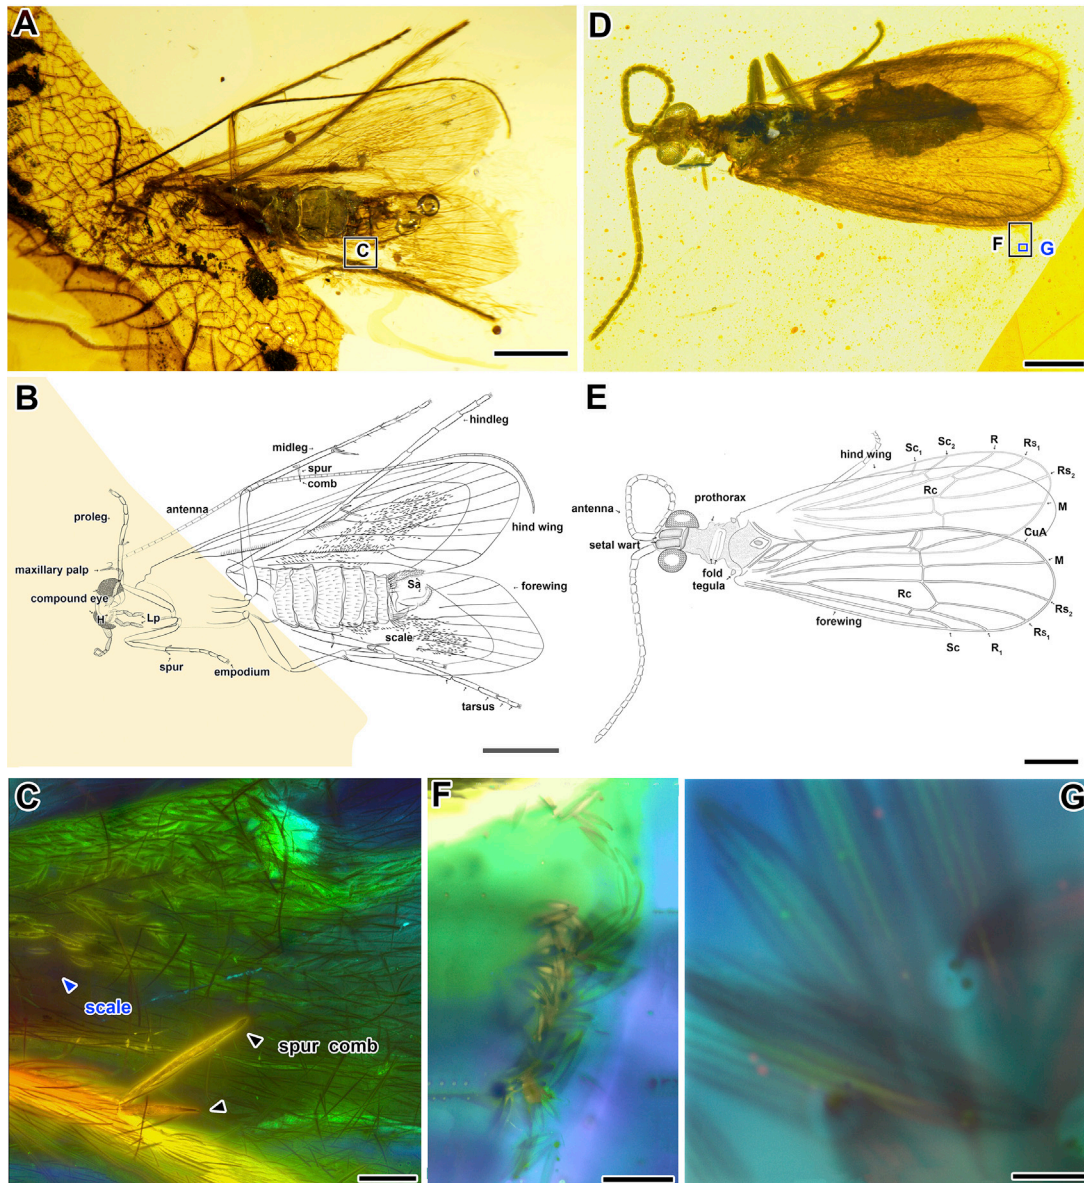 A
C
D
F
G
B
hindleg
midleg
spur
comb
antenna
proleg
hind wing
maxillary palp
compound eye
H
Lp
Sa
forewing
scale
spur
empodium
tarsus
E
Sc1
Sc2
R
Rs1
hind wing
Rs2
Rc
M
antenna
prothorax
setal wart
CuA
M
fold
tegula
Rc
Rs2
forewing
Rs1
Sc
R1
C
scale
spur comb
F
G